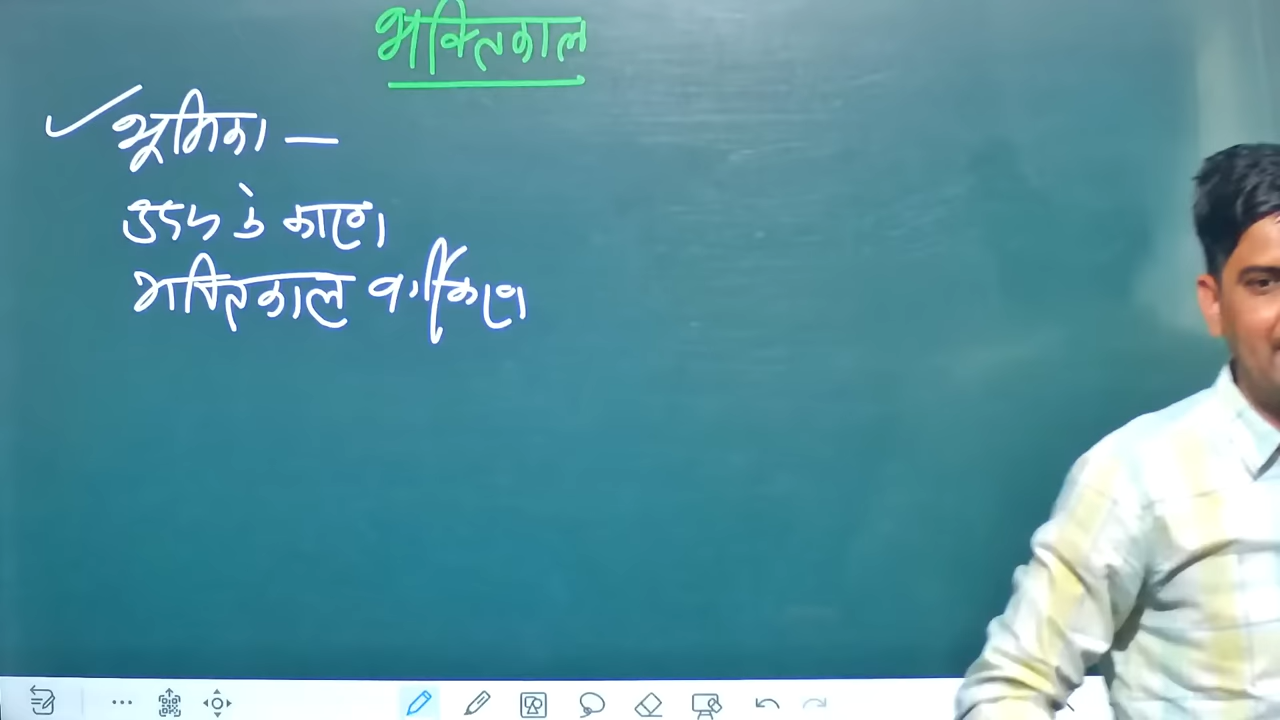 भक्तिकाल
भूमिका —
उदय के कारण
भक्तिकाल वर्गीकरण